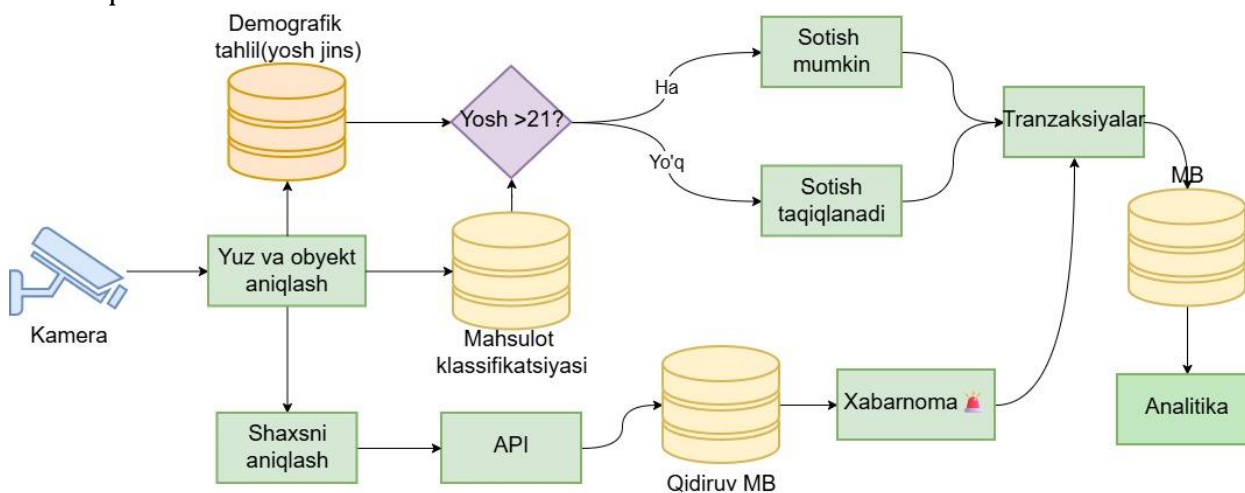 Demografik
tahlil(yosh jins)
Sotish
mumkin
Ha
Yosh >21?
Tranzaksiyalar
Yo'q
MB
Sotish
taqiqlanadi
Yuz va obyekt
aniqlash
Kamera
Mahsulot
klassifikatsiyasi
Xabarnoma
Analitika
Shaxsni
aniqlash
API
Qidiruv MB